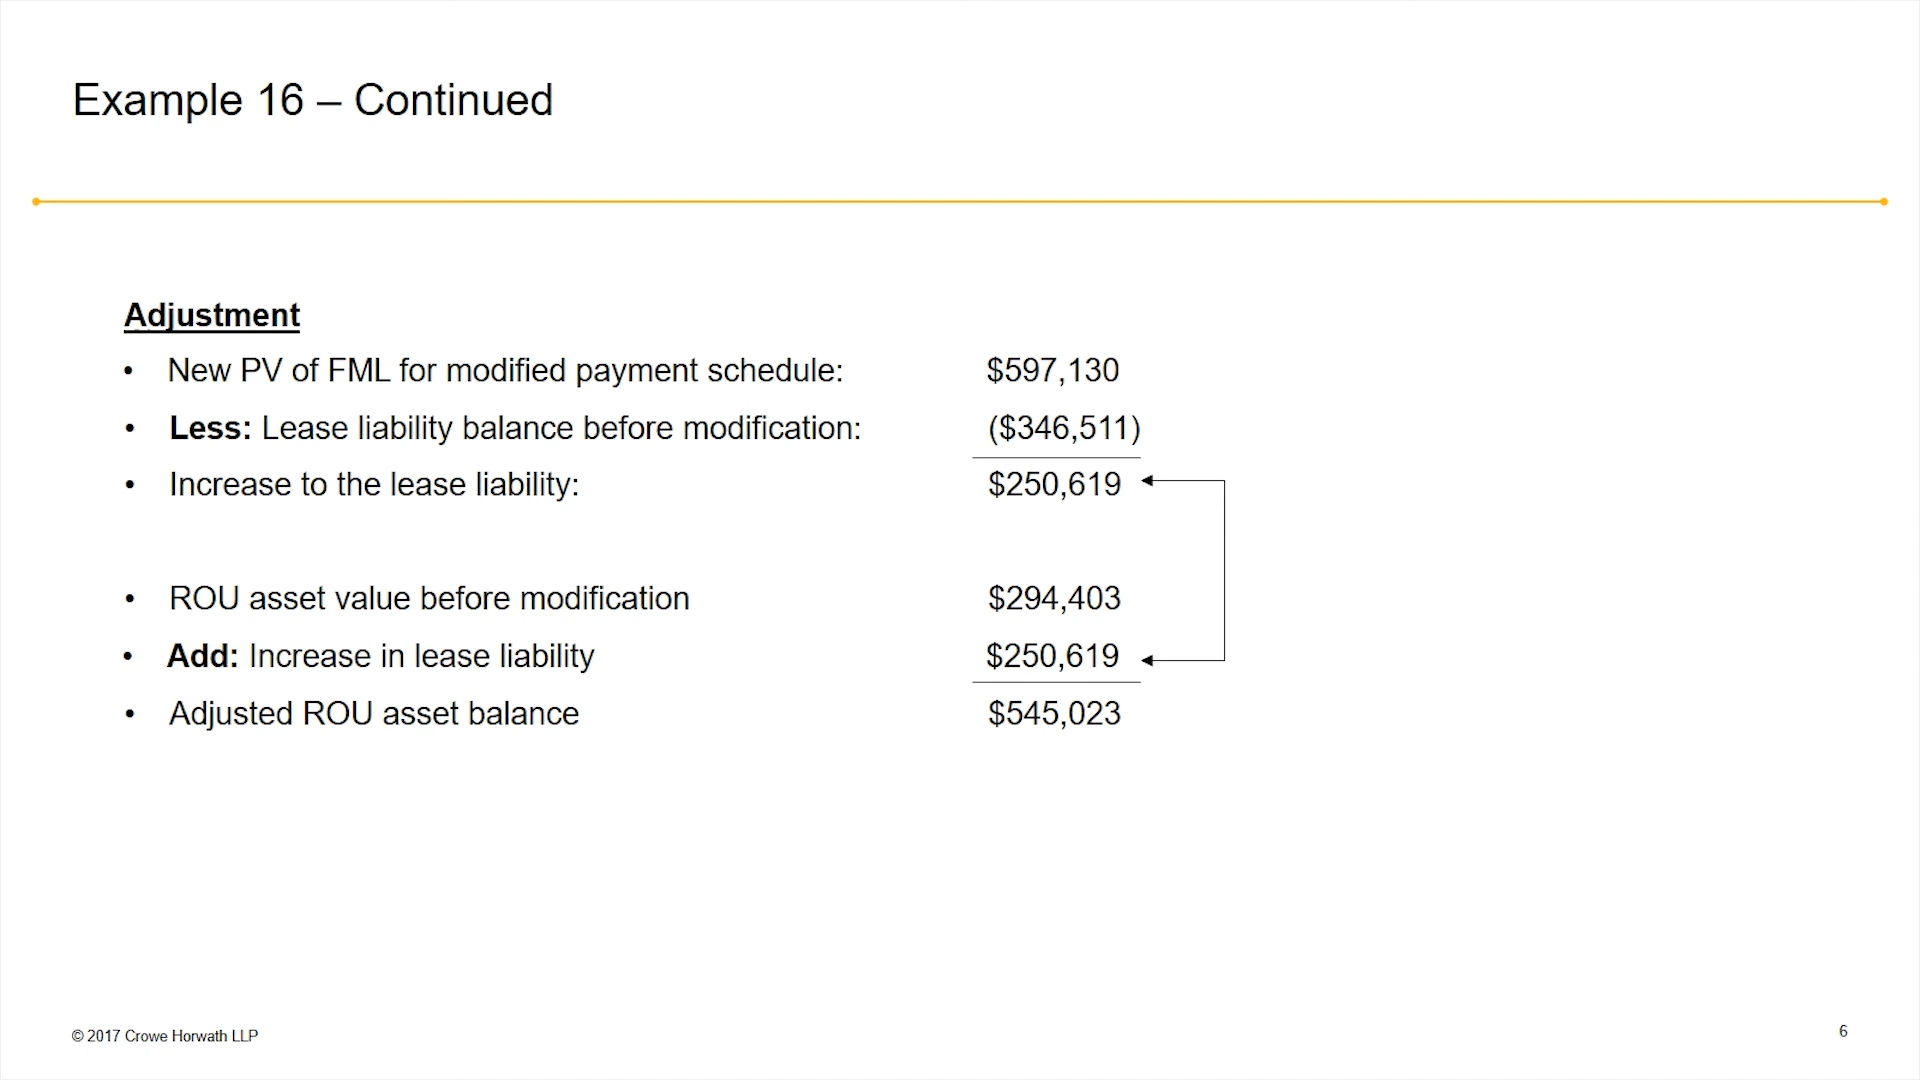 Example 16 – Continued
Adjustment
• New PV of FML for modified payment schedule: $597,130
• Less: Lease liability balance before modification: ($346,511)
• Increase to the lease liability: $250,619
• ROU asset value before modification $294,403
• Add: Increase in lease liability $250,619
• Adjusted ROU asset balance $545,023
© 2017 Crowe Horwath LLP
6